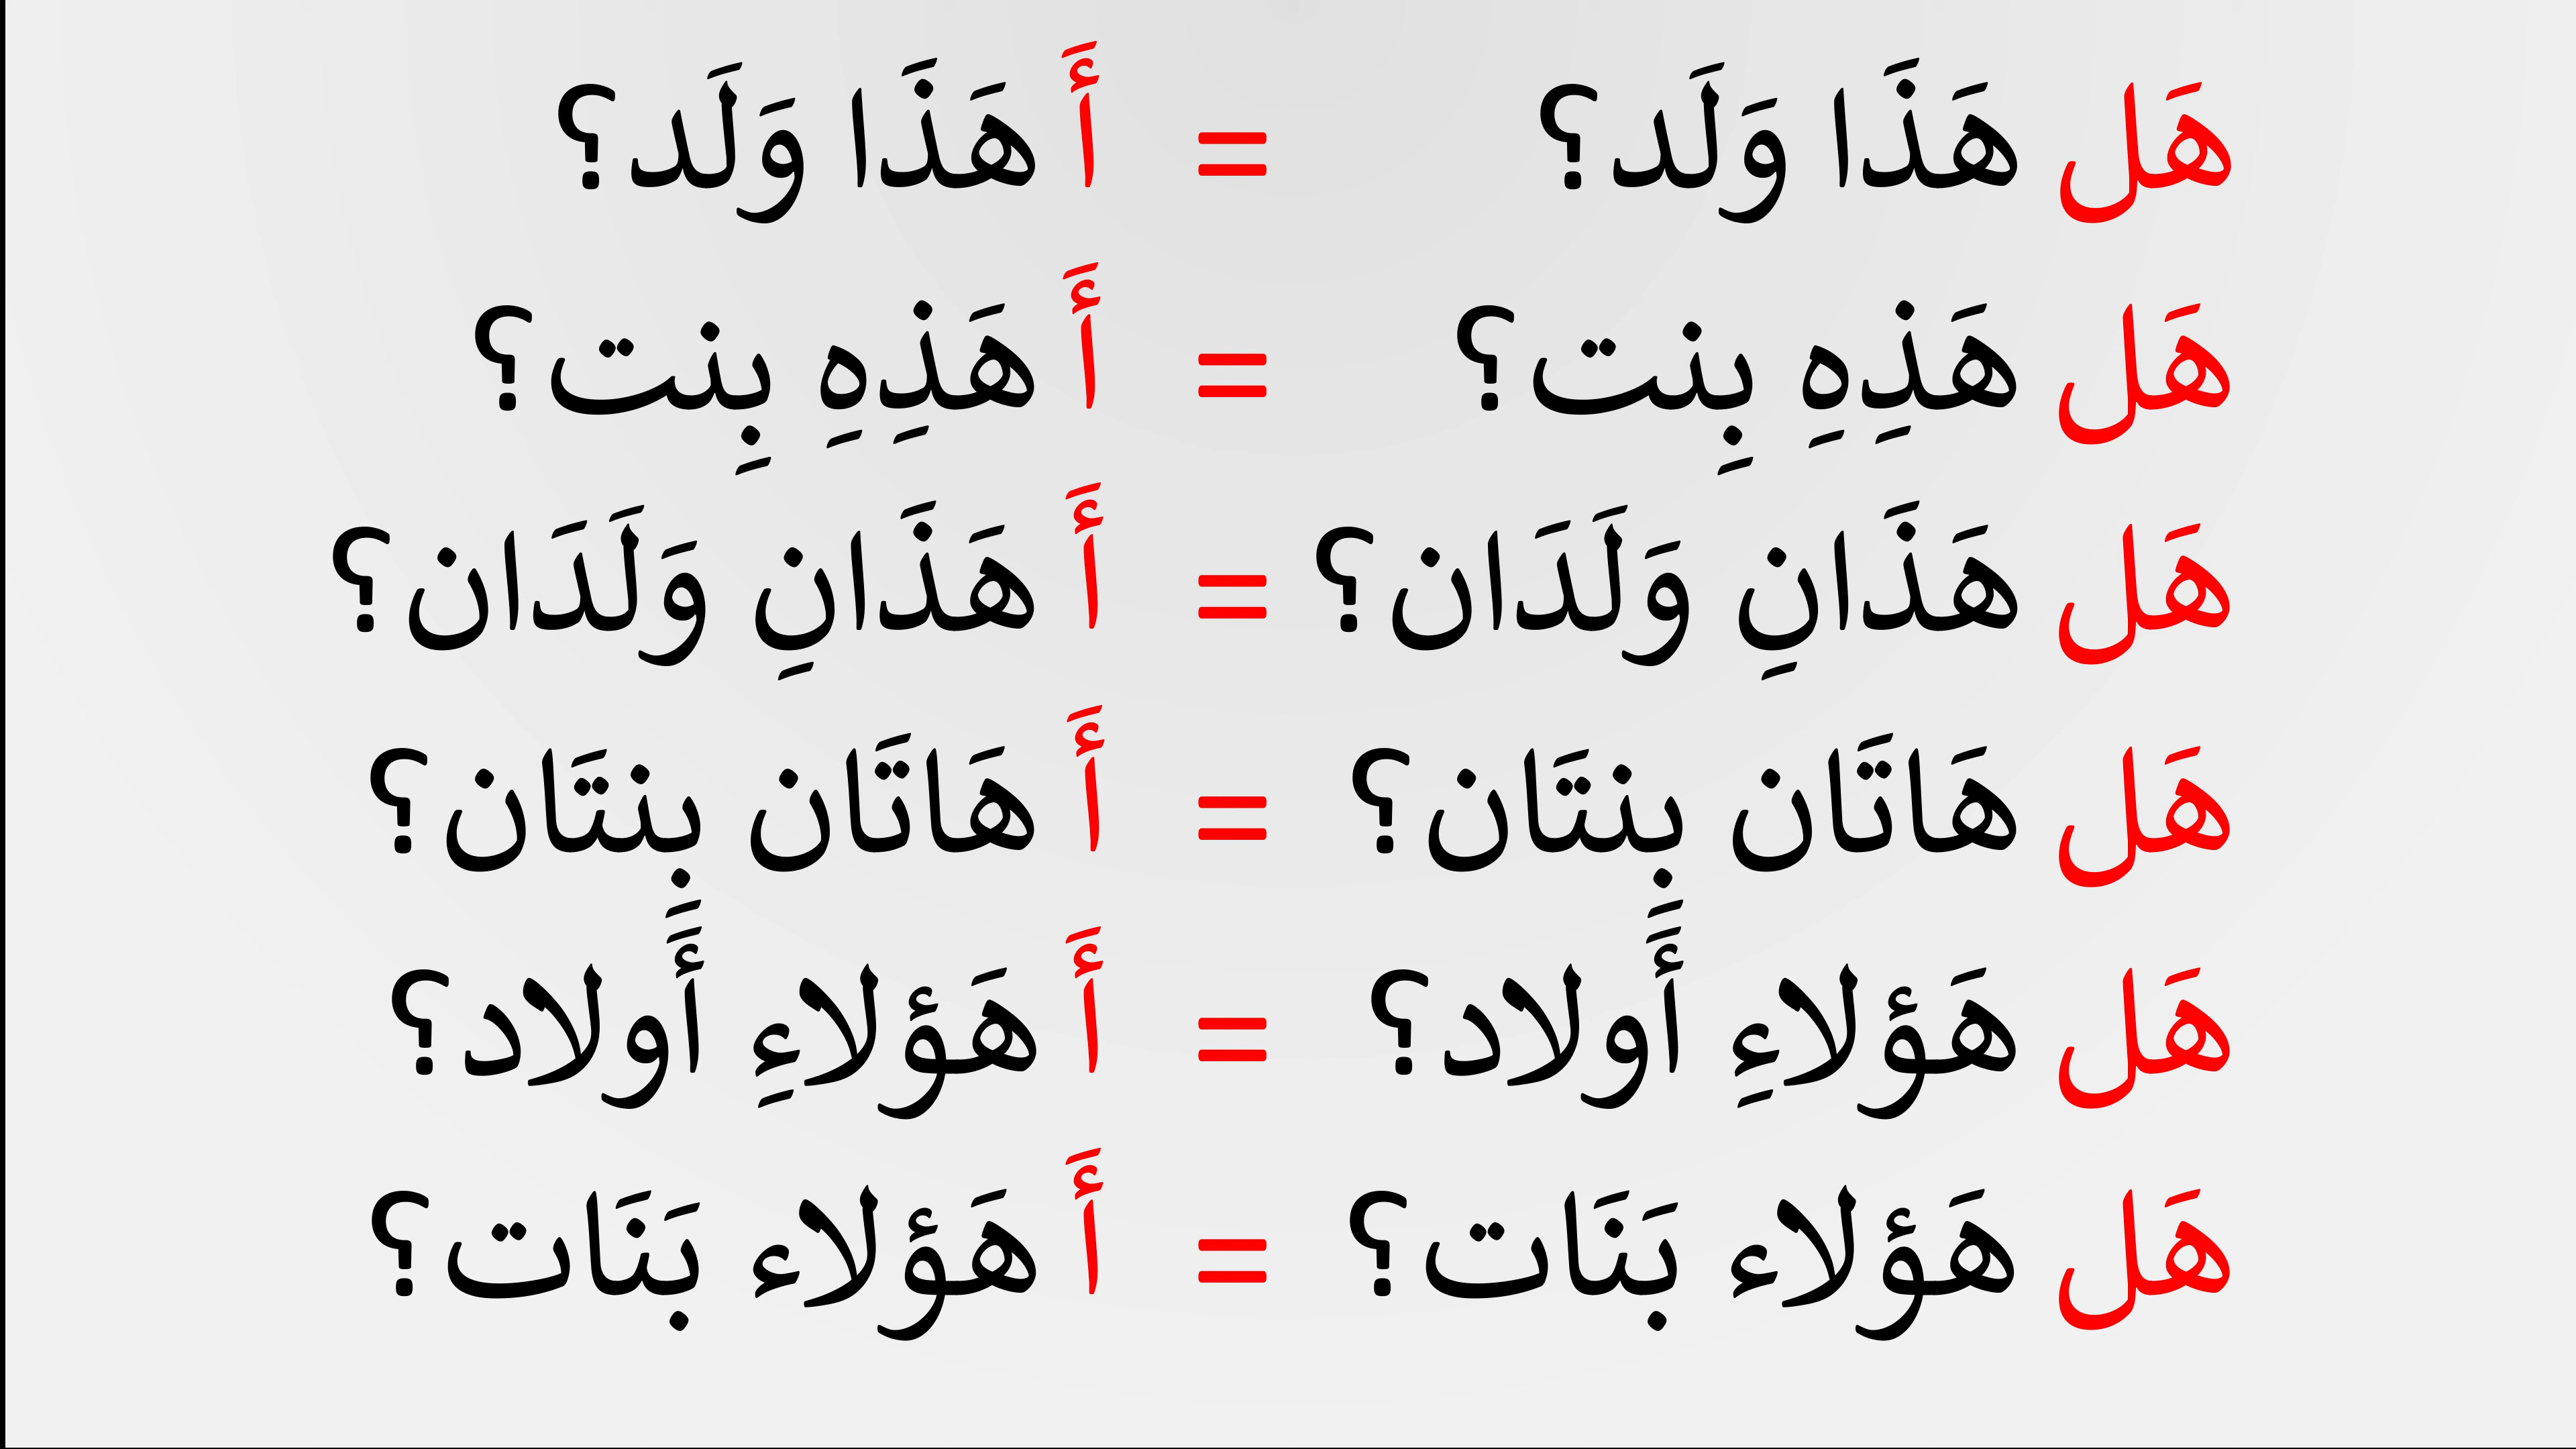 هَل هَذَا وَلَد؟ = أَ هَذَا وَلَد؟
هَل هَذِهِ بِنت؟ = أَ هَذِهِ بِنت؟
هَل هَذَانِ وَلَدَان؟ = أَ هَذَانِ وَلَدَان؟
هَل هَاتَان بِنتَان؟ = أَ هَاتَان بِنتَان؟
هَل هَؤلاءِ أَولاد؟ = أَ هَؤلاءِ أَولاد؟
هَل هَؤلاء بَنَات؟ = أَ هَؤلاء بَنَات؟